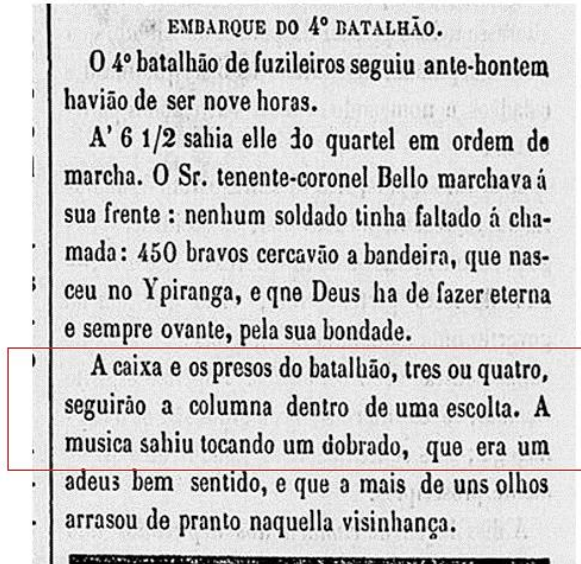 EMBARQUE DO 4º BATALHÃO.
O 4º batalhão de fuzileiros seguiu ante-hontem
havião de ser nove horas.
A' 6 1/2 sahia elle do quartel em ordem de
marcha. O Sr. tenente-coronel Bello marchava á
sua frente : nenhum soldado tinha faltado á cha-
mada: 450 bravos cercavão a bandeira, que nas-
ceu no Ypiranga, e qne Deus ha de fazer eterna
e sempre ovante, pela sua bondade.
A caixa e os presos do batalhão, tres ou quatro,
seguirão a columna dentro de uma escolta. A
musica sahiu tocando um dobrado, que era um
adeus bem sentido, e que a mais de uns olhos
arrasou de pranto naquella visinhança.